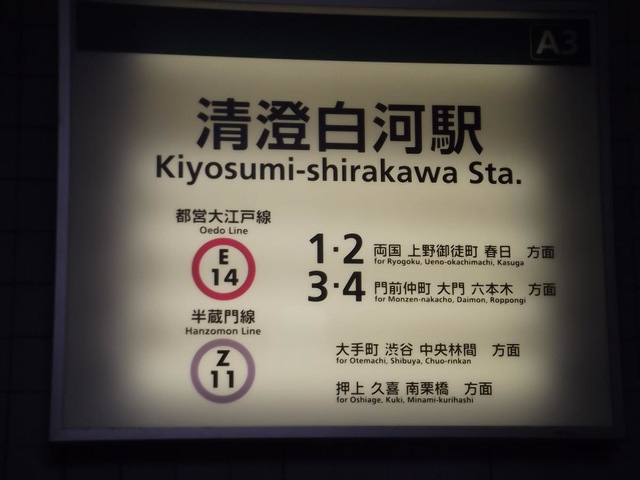 A3
清澄白河駅
Kiyosumi-shirakawa Sta.
都営大江戸線
Oedo Line
E
14
1・2 両国 上野御徒町 春日 方面
for Ryogoku, Ueno-okachimachi, Kasuga
3・4 門前仲町 大門 六本木 方面
for Monzen-nakacho, Daimon, Roppongi
半蔵門線
Hanzomon Line
Z
11
大手町 渋谷 中央林間 方面
for Otemachi, Shibuya, Chuo-rinkan
押上 久喜 南栗橋 方面
for Oshiage, Kuki, Minami-kurihashi